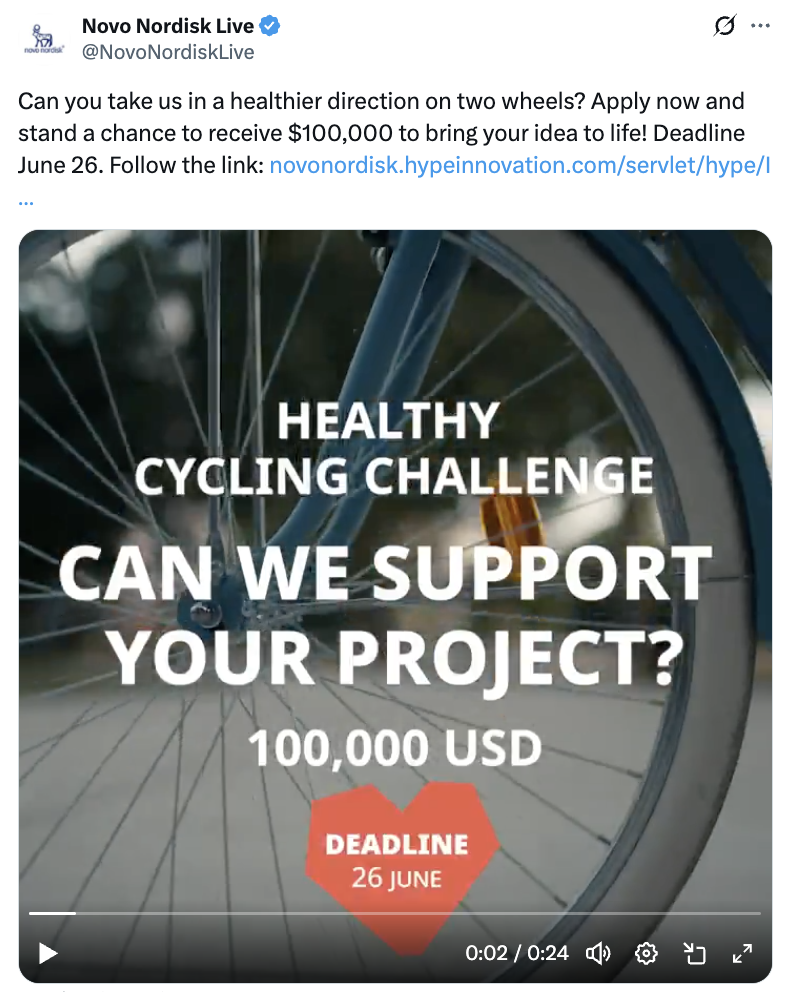 Novo Nordisk Live
novo nordisk
@NovoNordiskLive
Can you take us in a healthier direction on two wheels? Apply now and
stand a chance to receive $100,000 to bring your idea to life! Deadline
June 26. Follow the link: novonordisk.hypeinnovation.com/servlet/hype/I
...
HEALTHY
CYCLING CHALLENGE
CAN WE SUPPORT
YOUR PROJECT?
100,000 USD
DEADLINE
26 JUNE
0:02 / 0:24